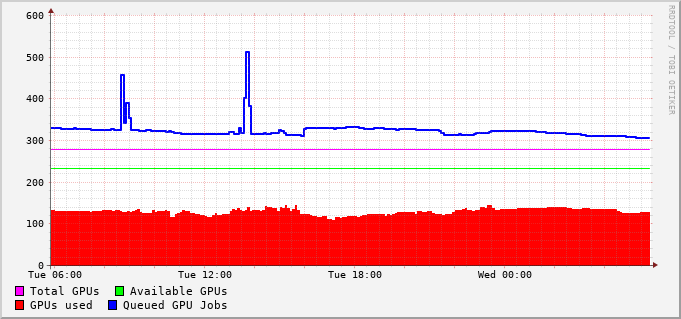 600
500
400
300
200
100
0
Tue 06:00 Tue 12:00 Tue 18:00 Wed 00:00
Total GPUs Available GPUs
GPUs used Queued GPU Jobs
RRDTOOL / TOBI OETIKER